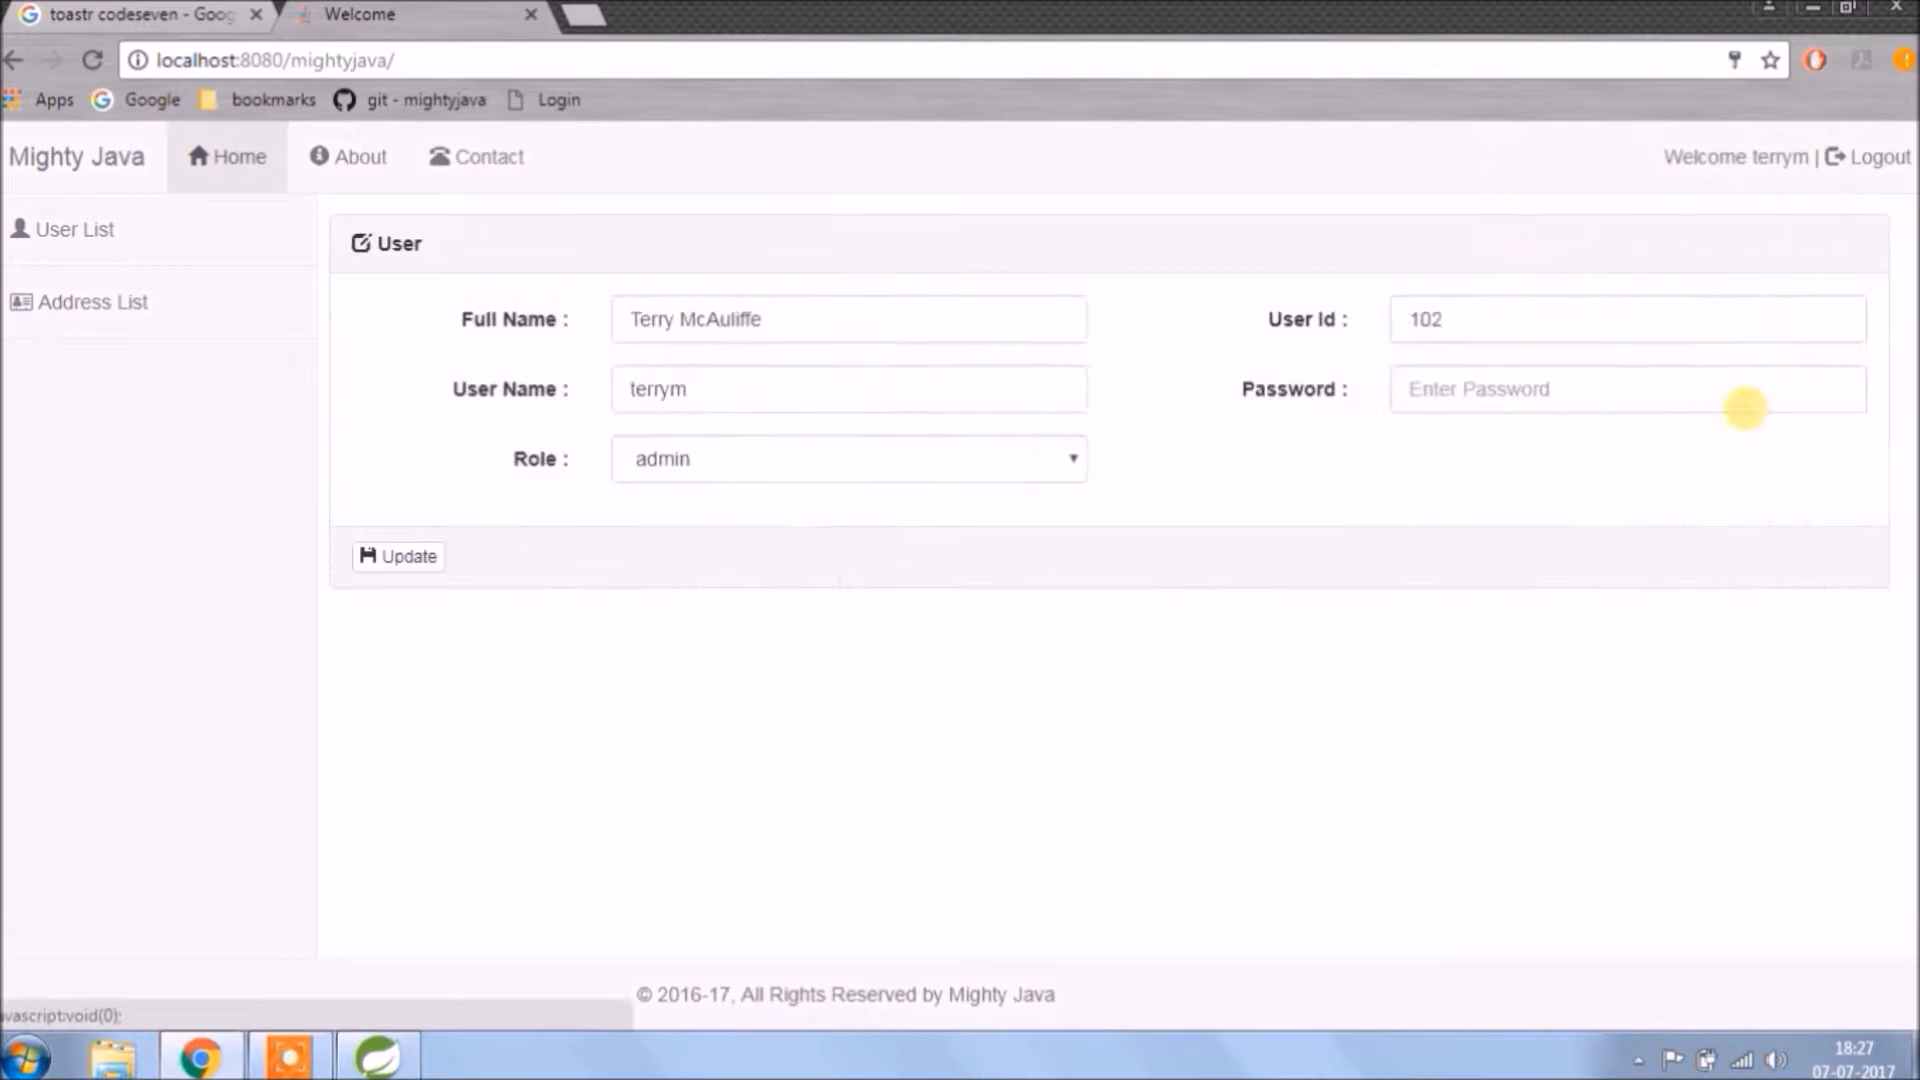 toastr codeseven - Goog
Welcome
localhost:8080/mightyjava/
Apps Google bookmarks git - mightyjava Login
Mighty Java Home About Contact Welcome terrym | Logout
User List
Address List
User
Full Name : Terry McAuliffe User Id : 102
User Name : terrym Password : Enter Password
Role : admin
Update
© 2016-17, All Rights Reserved by Mighty Java
avascript:void(0);
18:27
07-07-2017